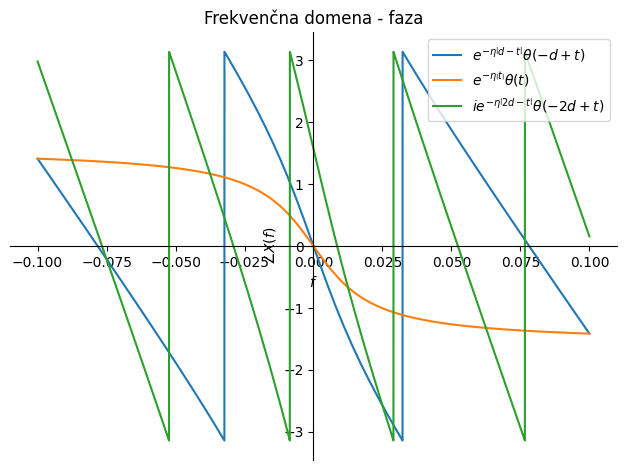 Frekvenčna domena - faza
e^{-η|d-t|}θ(-d+t)
e^{-η|t|}θ(t)
ie^{-η|2d-t|}θ(-2d+t)
3
2
1
0
−1
−2
−3
∠X(f)
−0.100 −0.075 −0.050 −0.025 0.00 0.025 0.050 0.075 0.100
f